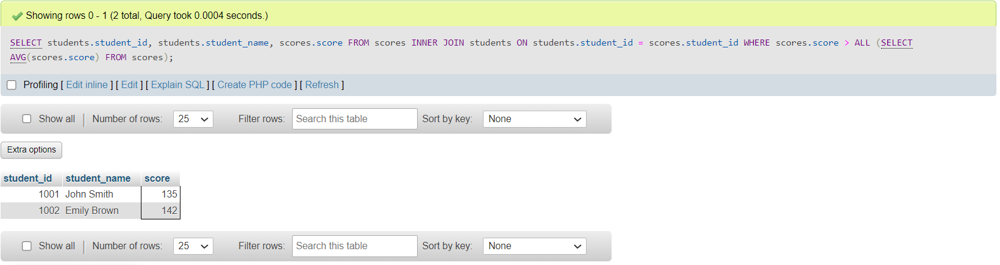 Showing rows 0 - 1 (2 total, Query took 0.0004 seconds.)
SELECT students.student_id, students.student_name, scores.score FROM scores INNER JOIN students ON students.student_id = scores.student_id WHERE scores.score > ALL (SELECT
AVG(scores.score) FROM scores);
Profiling [ Edit inline ] [ Edit ] [ Explain SQL ] [ Create PHP code ] [ Refresh ]
Show all | Number of rows: 25 Filter rows: Search this table Sort by key: None
Extra options
student_id student_name score
1001 John Smith 135
1002 Emily Brown 142
Show all | Number of rows: 25 Filter rows: Search this table Sort by key: None